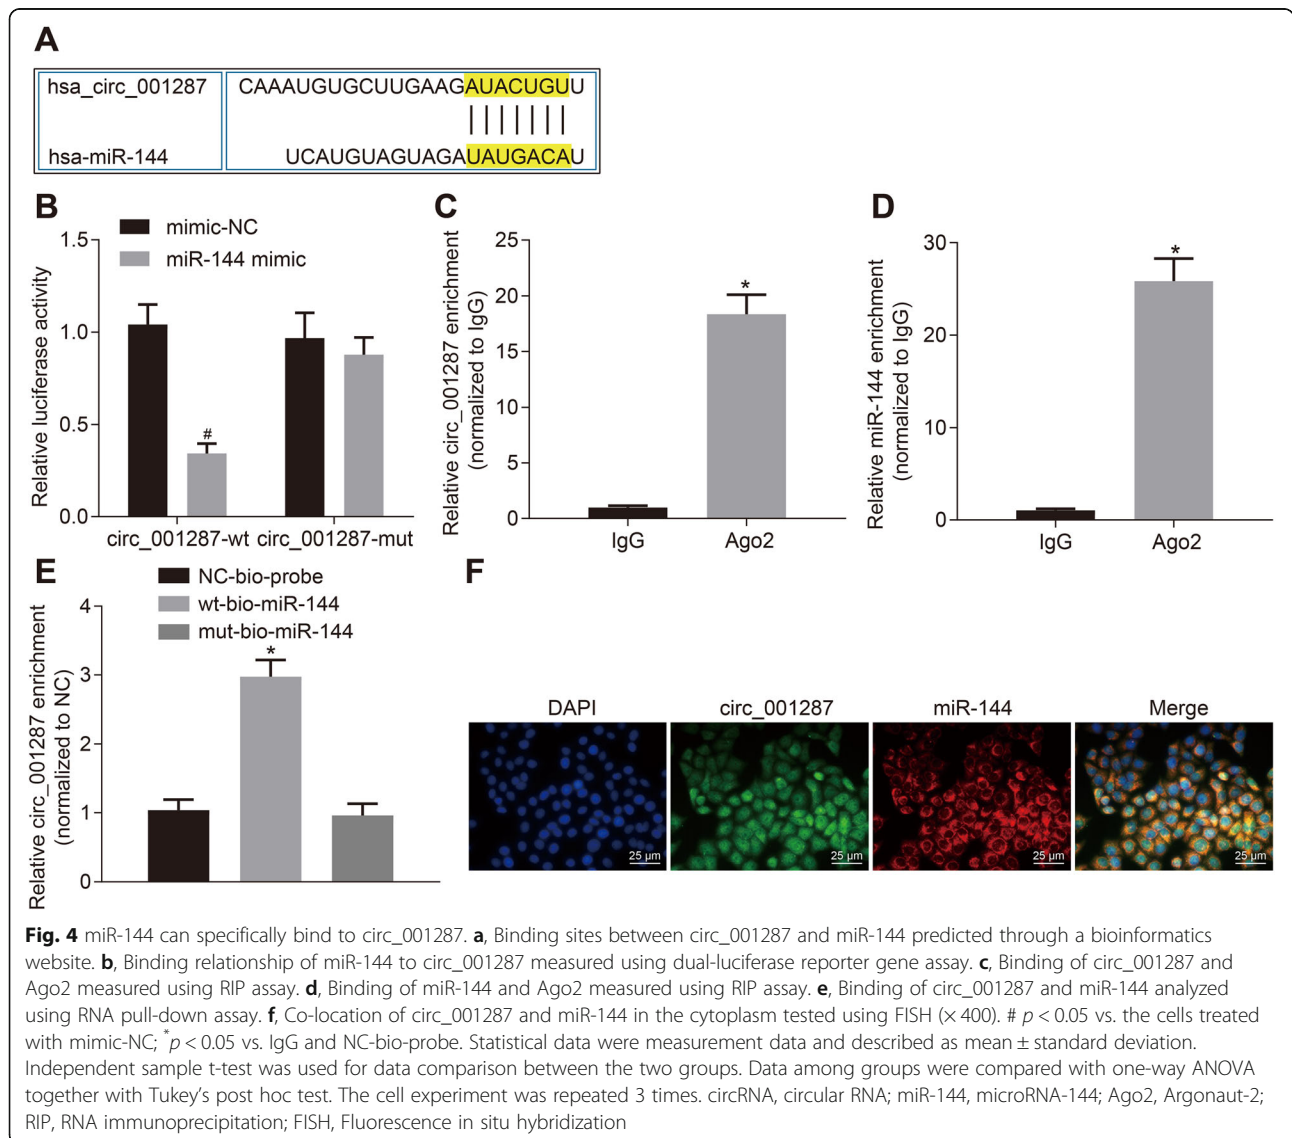 A
hsa_circ_001287 CAAAUGUGCUUGAAGAUACUGUU
hsa-miR-144 UCAUGUAGUAGAUAUGACAU
B
mimic-NC
miR-144 mimic
Relative luciferase activity
1.5
1.0
0.5
0.0
#
circ_001287-wt circ_001287-mut
C
Relative circ_001287 enrichment
(normalized to IgG)
25
20
15
10
5
0
*
IgG Ago2
D
Relative miR-144 enrichment
(normalized to IgG)
30
20
10
0
*
IgG Ago2
E
NC-bio-probe
wt-bio-miR-144
mut-bio-miR-144
Relative circ_001287 enrichment
(normalized to NC)
4
3
2
1
0
*
F
DAPI circ_001287 miR-144 Merge
25 µm 25 µm 25 µm 25 µm
Fig. 4 miR-144 can specifically bind to circ_001287. a, Binding sites between circ_001287 and miR-144 predicted through a bioinformatics
website. b, Binding relationship of miR-144 to circ_001287 measured using dual-luciferase reporter gene assay. c, Binding of circ_001287 and
Ago2 measured using RIP assay. d, Binding of miR-144 and Ago2 measured using RIP assay. e, Binding of circ_001287 and miR-144 analyzed
using RNA pull-down assay. f, Co-location of circ_001287 and miR-144 in the cytoplasm tested using FISH (× 400). # p < 0.05 vs. the cells treated
with mimic-NC; *p < 0.05 vs. IgG and NC-bio-probe. Statistical data were measurement data and described as mean ± standard deviation.
Independent sample t-test was used for data comparison between the two groups. Data among groups were compared with one-way ANOVA
together with Tukey's post hoc test. The cell experiment was repeated 3 times. circRNA, circular RNA; miR-144, microRNA-144; Ago2, Argonaut-2;
RIP, RNA immunoprecipitation; FISH, Fluorescence in situ hybridization